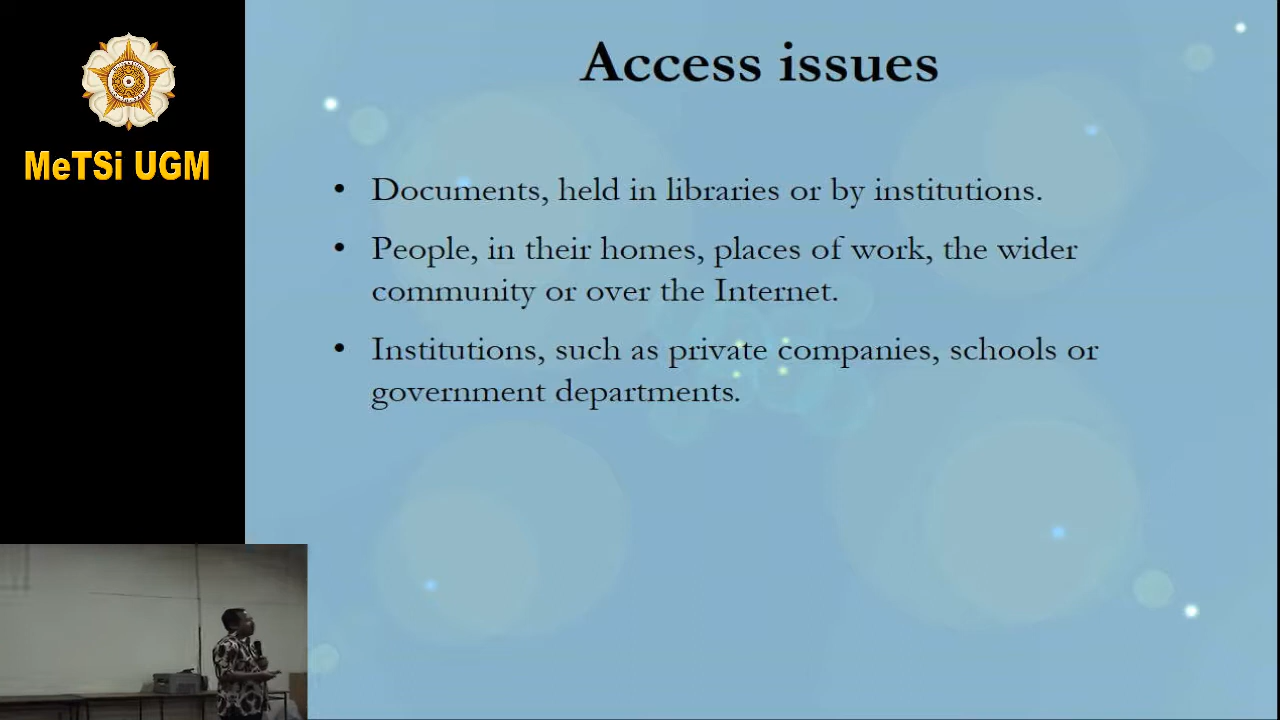 Access issues
MeTSi UGM
• Documents, held in libraries or by institutions.
• People, in their homes, places of work, the wider
community or over the Internet.
• Institutions, such as private companies, schools or
government departments.